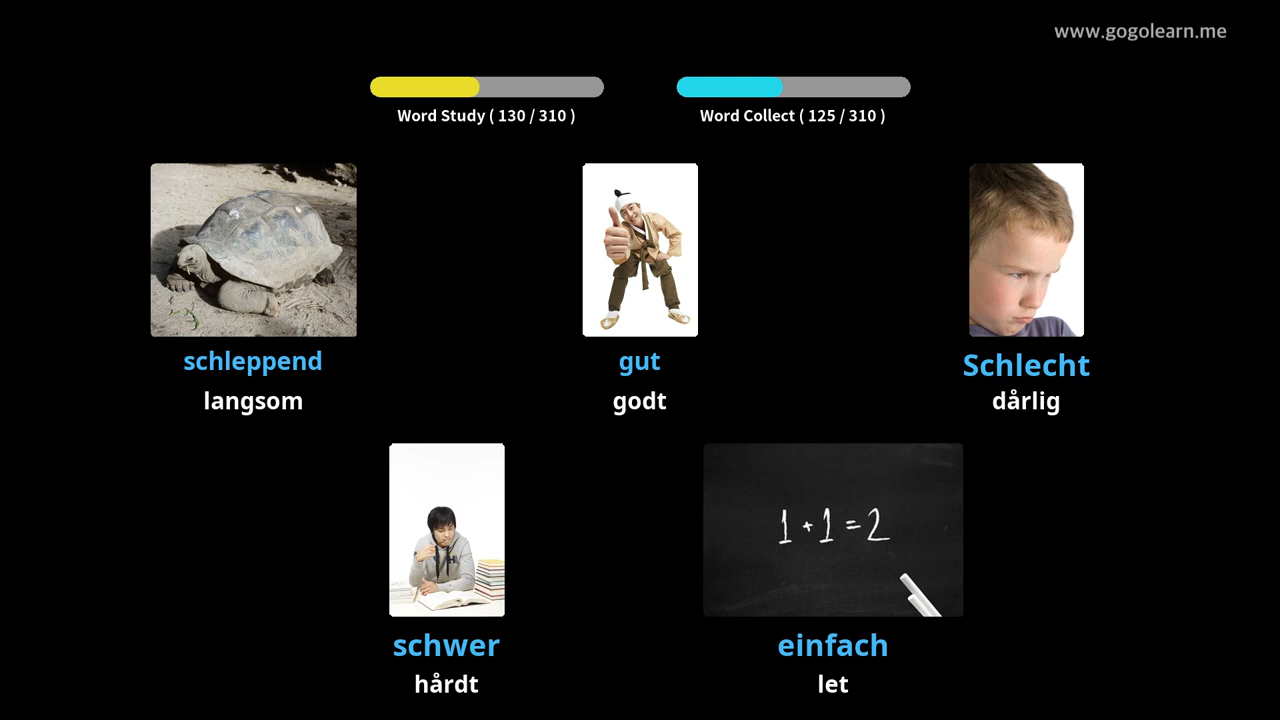 www.gogolearn.me
Word Study ( 130 / 310 )
Word Collect ( 125 / 310 )
schleppend
langsom
gut
godt
Schlecht
dårlig
1 + 1 = 2
schwer
hårdt
einfach
let